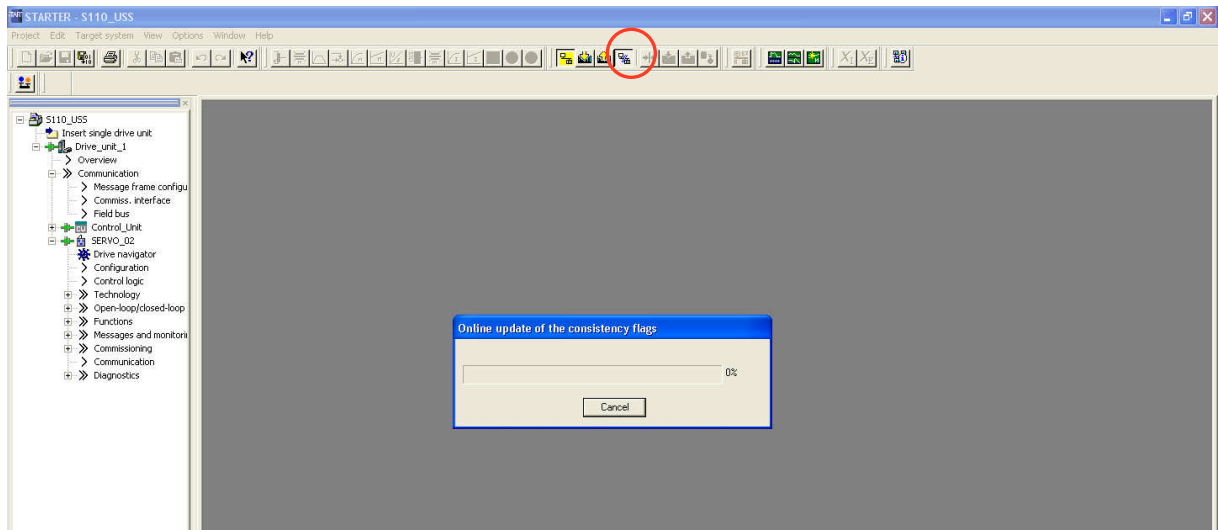 STARTER - S110_USS
Project Edit Target system View Options Window Help
S110_USS
Insert single drive unit
Drive_unit_1
Overview
Communication
Message frame configu
Commiss. interface
Field bus
Control_Unit
SERVO_02
Drive navigator
Configuration
Control logic
Technology
Open-loop/closed-loop
Functions
Messages and monitori
Commissioning
Communication
Diagnostics
Online update of the consistency flags
0%
Cancel